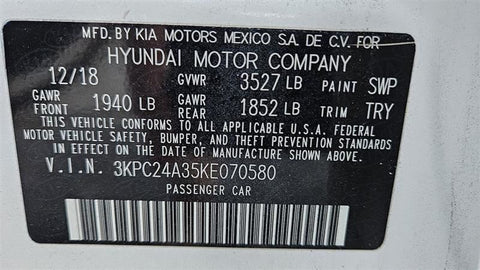 MFD. BY KIA MOTORS MEXICO S.A. DE C.V. FOR
HYUNDAI MOTOR COMPANY
12/18 GVWR 3527 LB PAINT SWP
GAWR FRONT 1940 LB GAWR REAR 1852 LB TRIM TRY
THIS VEHICLE CONFORMS TO ALL APPLICABLE U.S.A. FEDERAL
MOTOR VEHICLE SAFETY, BUMPER, AND THEFT PREVENTION STANDARDS
IN EFFECT ON THE DATE OF MANUFACTURE SHOWN ABOVE.
V.I.N. 3KPC24A35KE070580
PASSENGER CAR